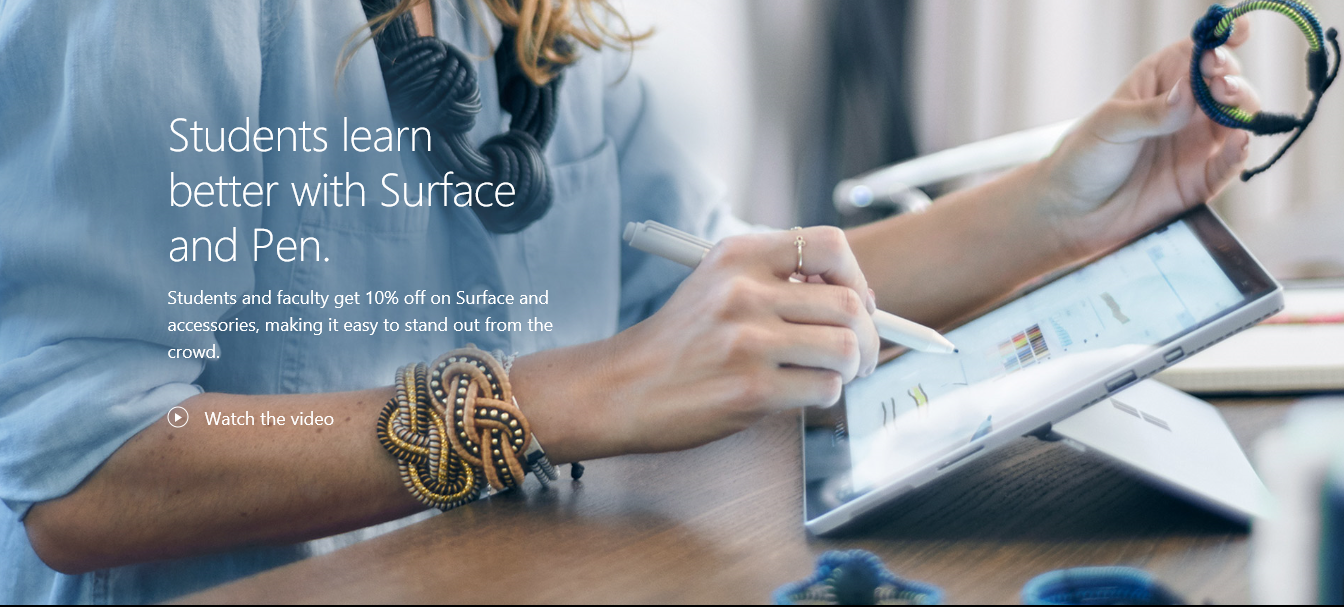 Students learn
better with Surface
and Pen.
Students and faculty get 10% off on Surface and
accessories, making it easy to stand out from the
crowd.
Watch the video